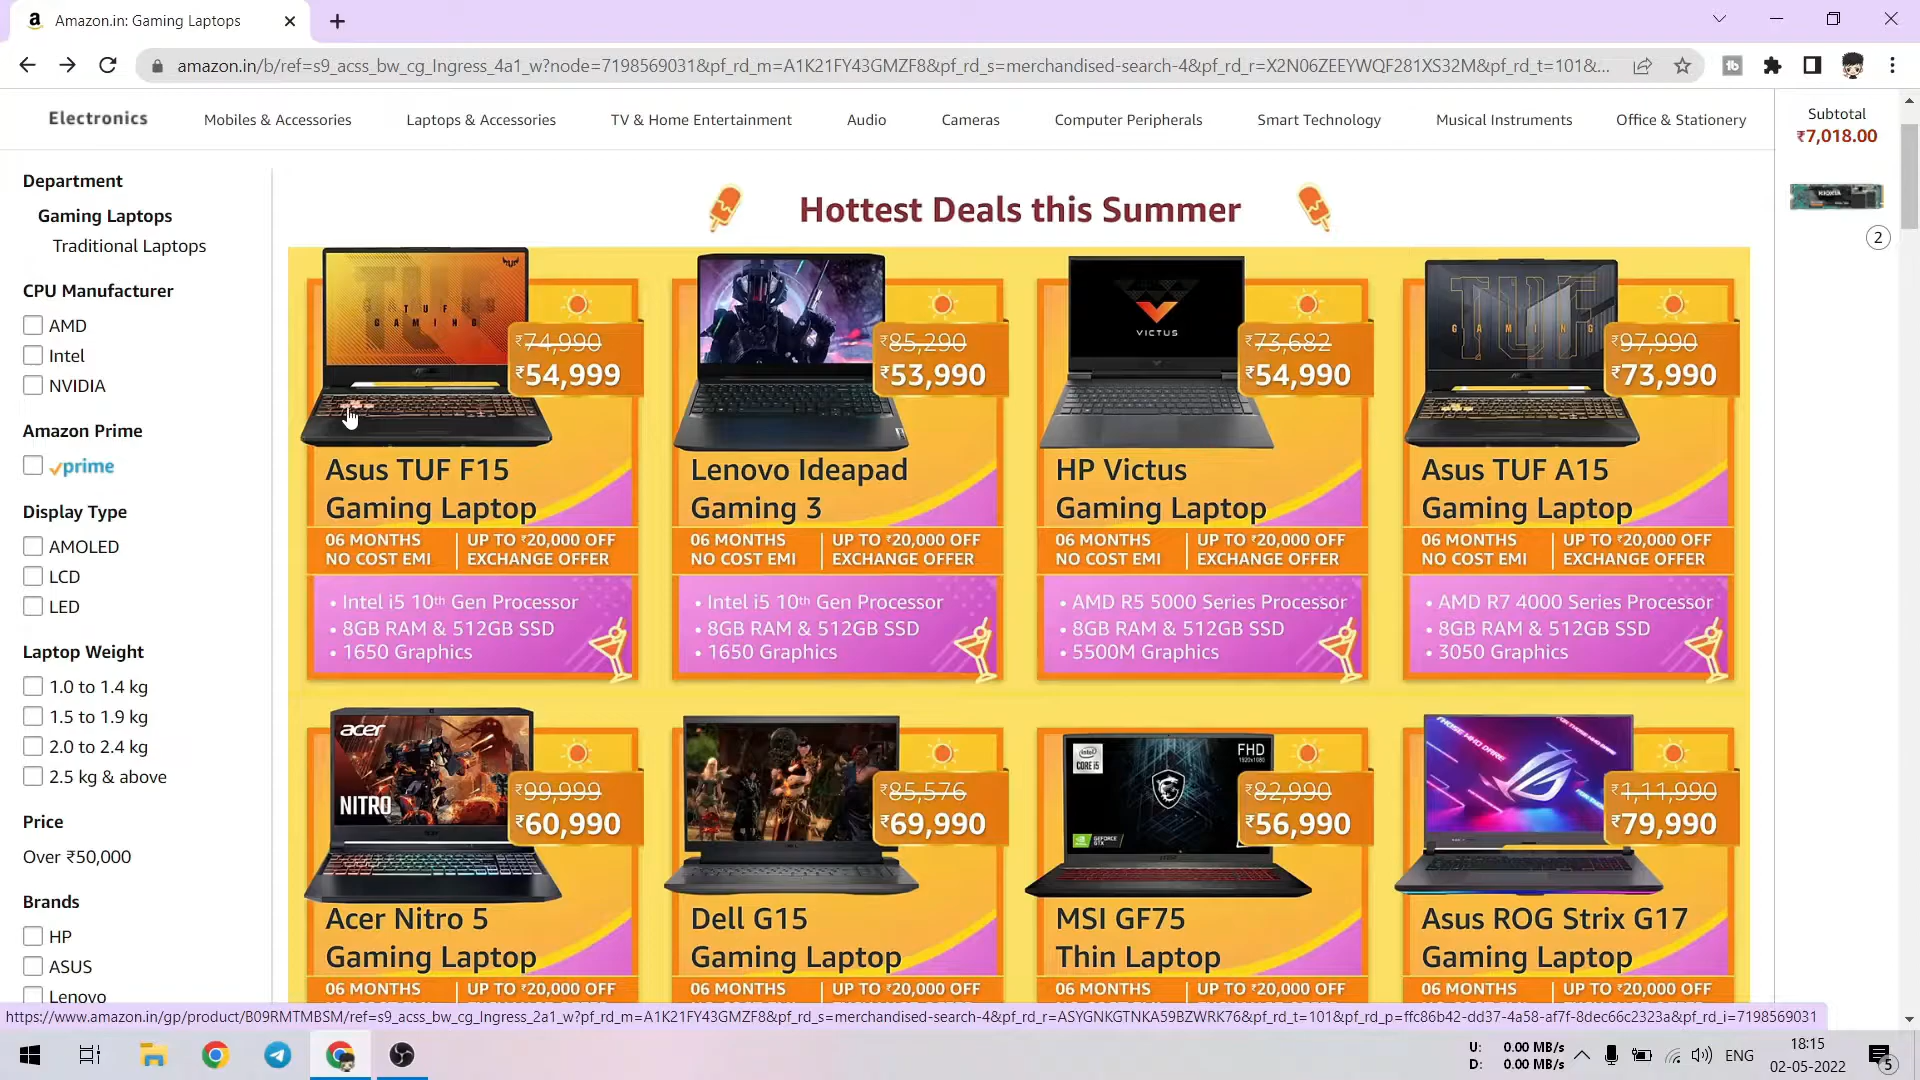 Amazon.in: Gaming Laptops
amazon.in/b/ref=s9_acss_bw_cg_Ingress_4a1_w?node=7198569031&pf_rd_m=A1K21FY43GMZF8&pf_rd_s=merchandised-search-4&pf_rd_r=X2N06ZEEYWQF281XS32M&pf_rd_t=101&...
Electronics
Mobiles & Accessories
Laptops & Accessories
TV & Home Entertainment
Audio
Cameras
Computer Peripherals
Smart Technology
Musical Instruments
Office & Stationery
Subtotal
₹7,018.00
KIOXIA
2
Department
Gaming Laptops
Traditional Laptops
CPU Manufacturer
AMD
Intel
NVIDIA
Amazon Prime
prime
Display Type
AMOLED
LCD
LED
Laptop Weight
1.0 to 1.4 kg
1.5 to 1.9 kg
2.0 to 2.4 kg
2.5 kg & above
Price
Over ₹50,000
Brands
HP
ASUS
Lenovo
Hottest Deals this Summer
TUF
GAMING
₹74,990
₹54,999
Asus TUF F15
Gaming Laptop
06 MONTHS
NO COST EMI
UP TO ₹20,000 OFF
EXCHANGE OFFER
• Intel i5 10th Gen Processor
• 8GB RAM & 512GB SSD
• 1650 Graphics
₹85,290
₹53,990
Lenovo Ideapad
Gaming 3
06 MONTHS
NO COST EMI
UP TO ₹20,000 OFF
EXCHANGE OFFER
• Intel i5 10th Gen Processor
• 8GB RAM & 512GB SSD
• 1650 Graphics
VICTUS
₹73,682
₹54,990
HP Victus
Gaming Laptop
06 MONTHS
NO COST EMI
UP TO ₹20,000 OFF
EXCHANGE OFFER
• AMD R5 5000 Series Processor
• 8GB RAM & 512GB SSD
• 5500M Graphics
TUF
GAMING
₹97,990
₹73,990
Asus TUF A15
Gaming Laptop
06 MONTHS
NO COST EMI
UP TO ₹20,000 OFF
EXCHANGE OFFER
• AMD R7 4000 Series Processor
• 8GB RAM & 512GB SSD
• 3050 Graphics
acer
NITRO
₹99,999
₹60,990
Acer Nitro 5
Gaming Laptop
06 MONTHS
UP TO ₹20,000 OFF
₹85,576
₹69,990
Dell G15
Gaming Laptop
06 MONTHS
UP TO ₹20,000 OFF
intel
CORE i5
FHD
1920x1080
GEFORCE
GTX
₹82,990
₹56,990
MSI GF75
Thin Laptop
06 MONTHS
UP TO ₹20,000 OFF
₹1,11,990
₹79,990
Asus ROG Strix G17
Gaming Laptop
06 MONTHS
UP TO ₹20,000 OFF
https://www.amazon.in/gp/product/B09RMTMBSM/ref=s9_acss_bw_cg_Ingress_2a1_w?pf_rd_m=A1K21FY43GMZF8&pf_rd_s=merchandised-search-4&pf_rd_r=ASYGNKGTNKA59BZWRK76&pf_rd_t=101&pf_rd_p=ffc86b42-dd37-4a58-af7f-8dec66c2323a&pf_rd_i=7198569031
U: 0.00 MB/s
D: 0.00 MB/s
ENG
18:15
02-05-2022
5